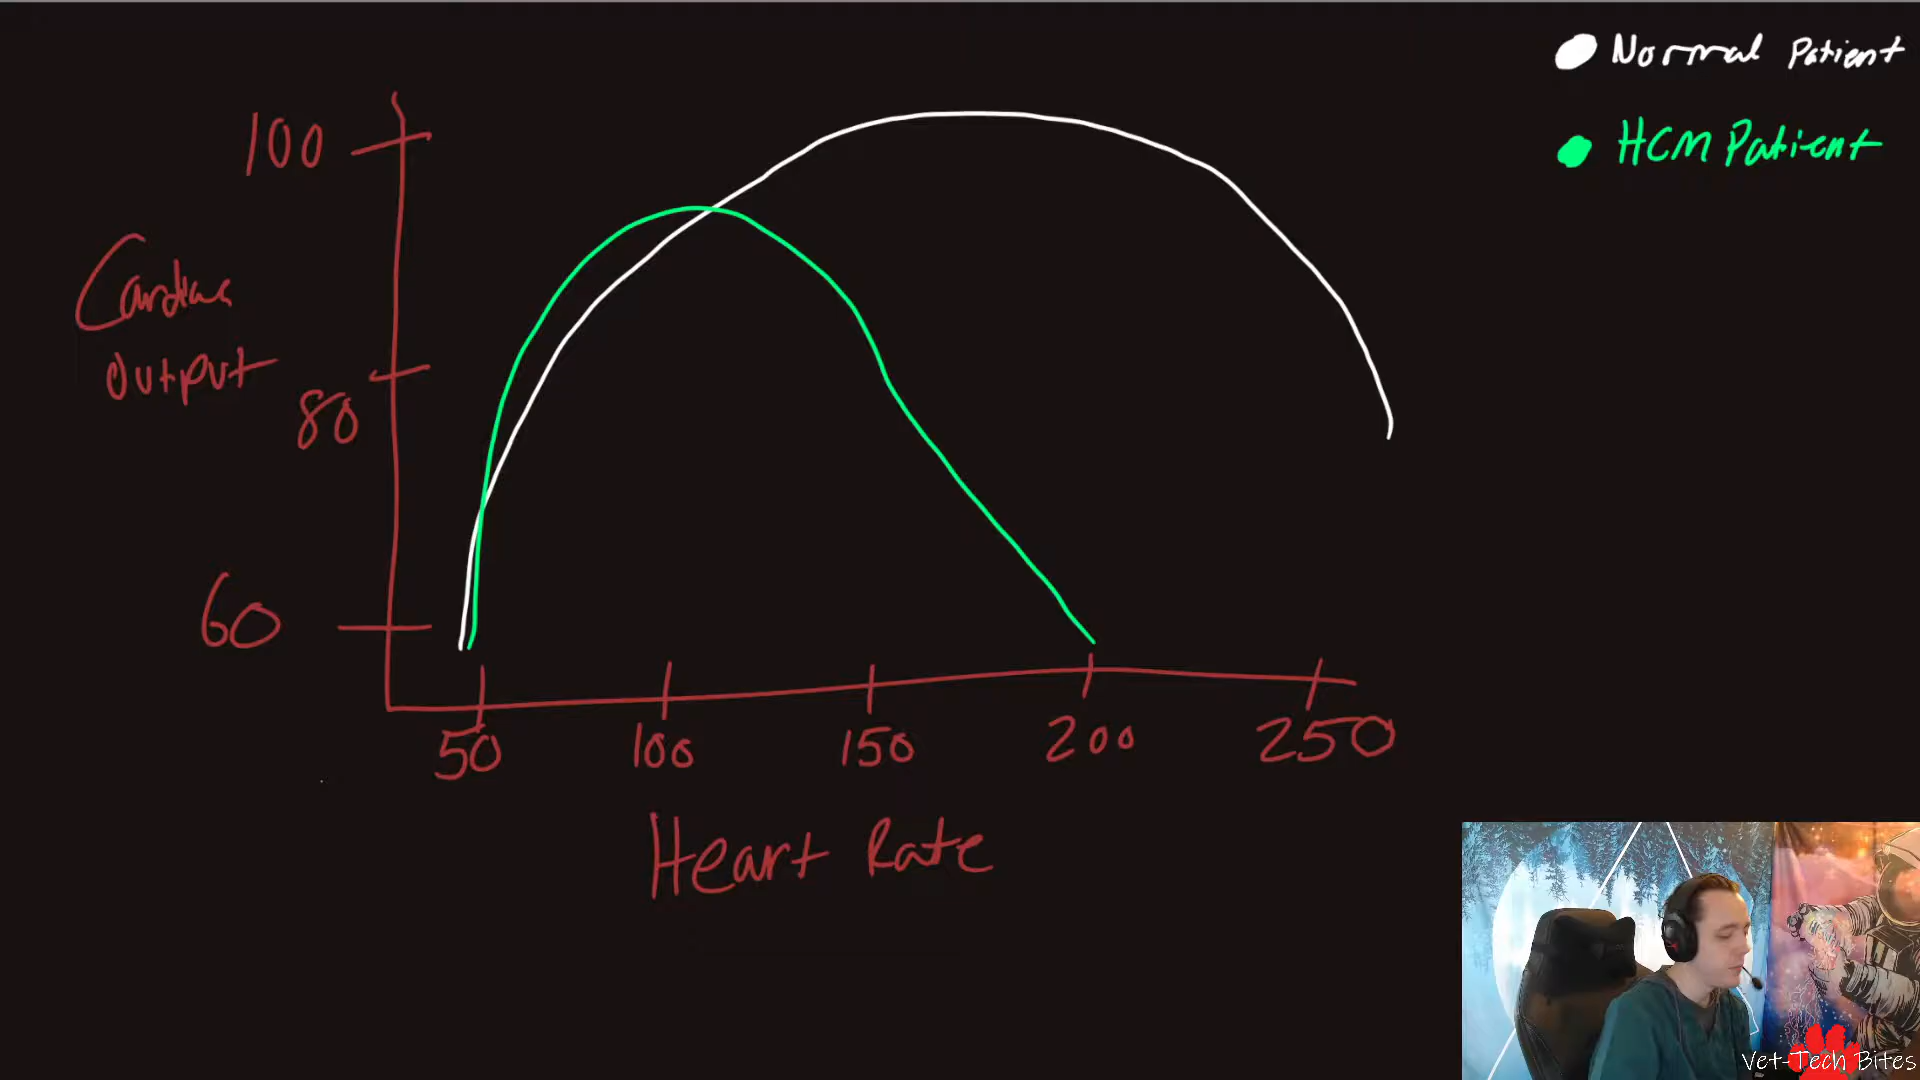 Normal Patient
HCM Patient
100
Cardiac
output
80
60
50 100 150 200 250
Heart Rate
Vet-Tech Bites